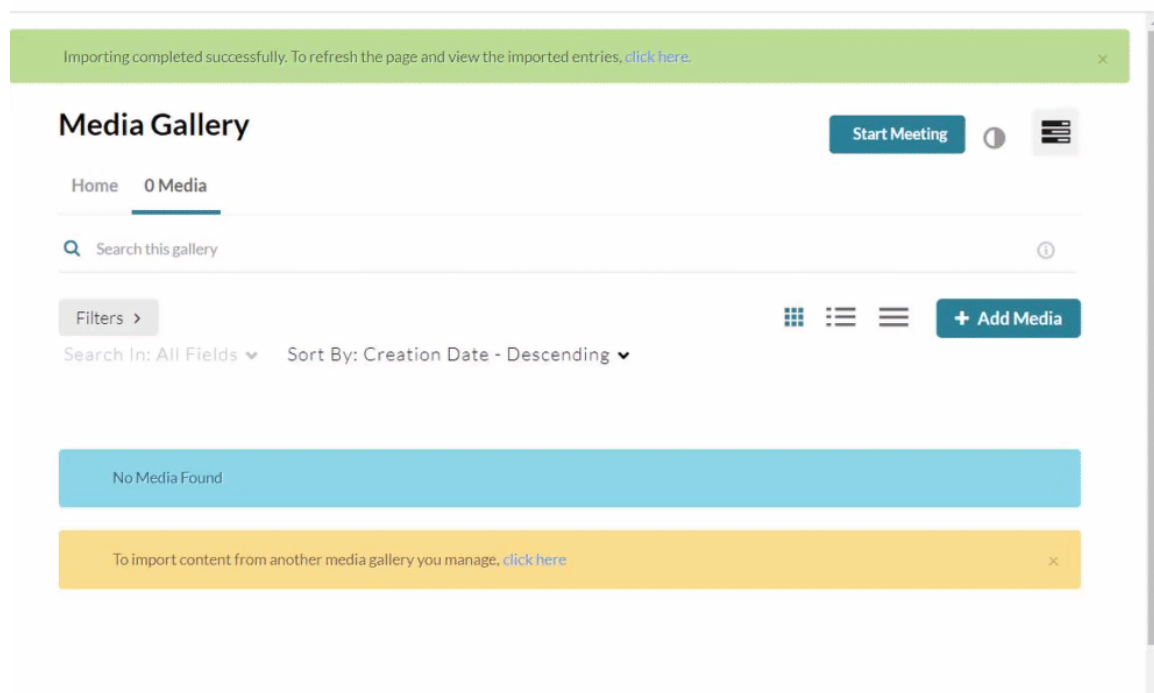 Importing completed successfully. To refresh the page and view the imported entries, click here.
Media Gallery
Start Meeting
Home 0 Media
Search this gallery
Filters
+ Add Media
Search In: All Fields Sort By: Creation Date - Descending
No Media Found
To import content from another media gallery you manage, click here